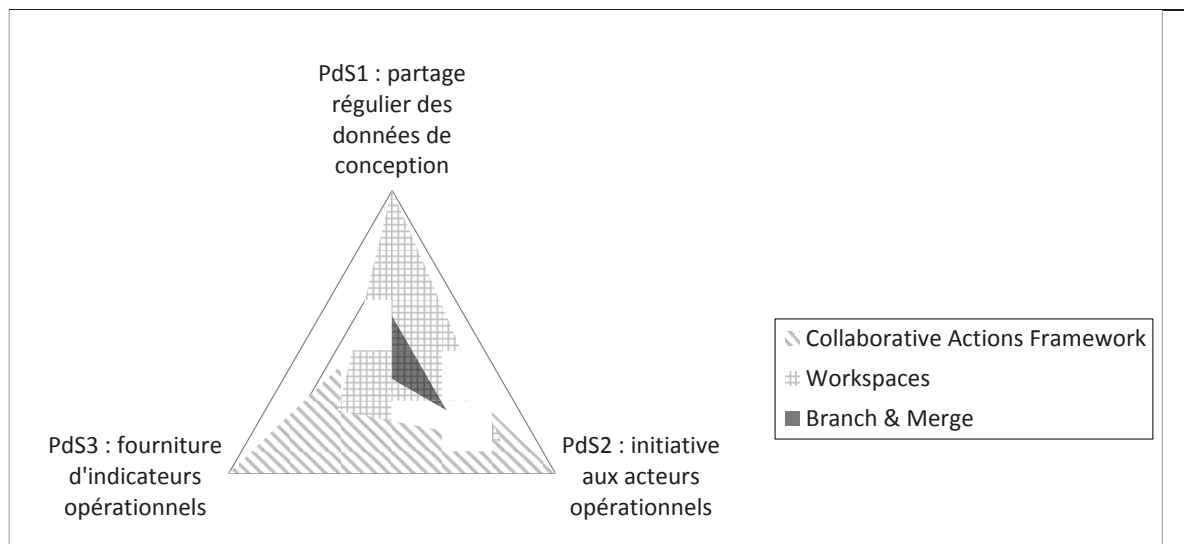 PdS1 : partage
régulier des
données de
conception
Collaborative Actions Framework
Workspaces
Branch & Merge
PdS3 : fourniture
d'indicateurs
opérationnels
PdS2 : initiative
aux acteurs
opérationnels